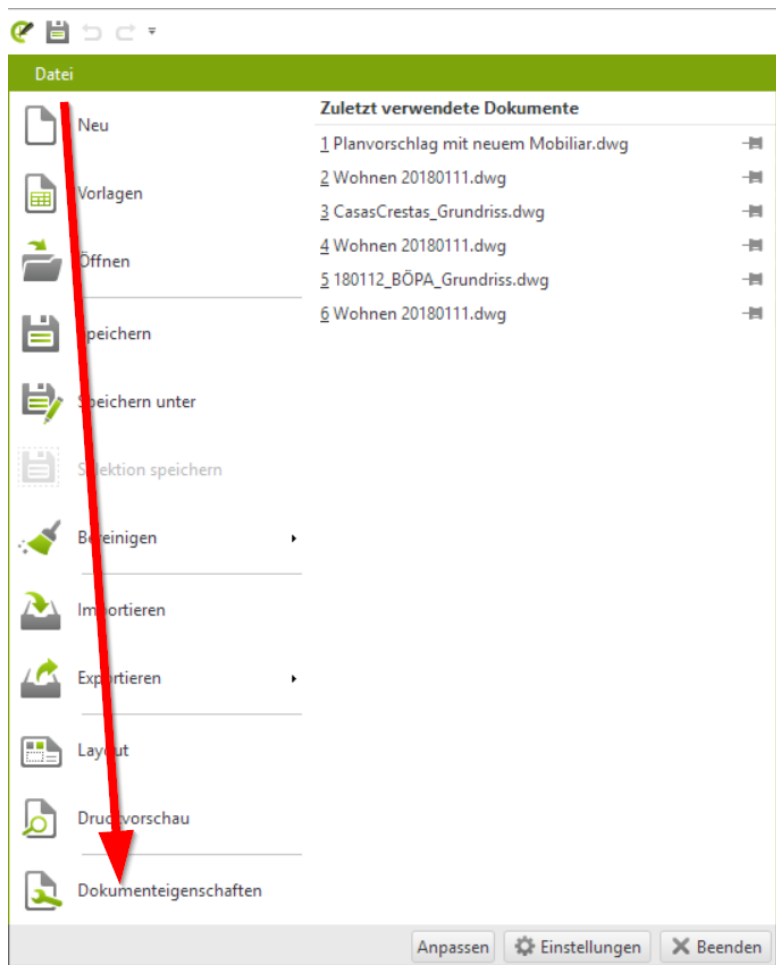 Datei
Neu
Vorlagen
Öffnen
Speichern
Speichern unter
Selektion speichern
Bereinigen
Importieren
Exportieren
Layout
Druckvorschau
Dokumenteigenschaften
Zuletzt verwendete Dokumente
1 Planvorschlag mit neuem Mobiliar.dwg
2 Wohnen 20180111.dwg
3 CasasCrestas_Grundriss.dwg
4 Wohnen 20180111.dwg
5 180112_BÖPA_Grundriss.dwg
6 Wohnen 20180111.dwg
Anpassen
Einstellungen
Beenden